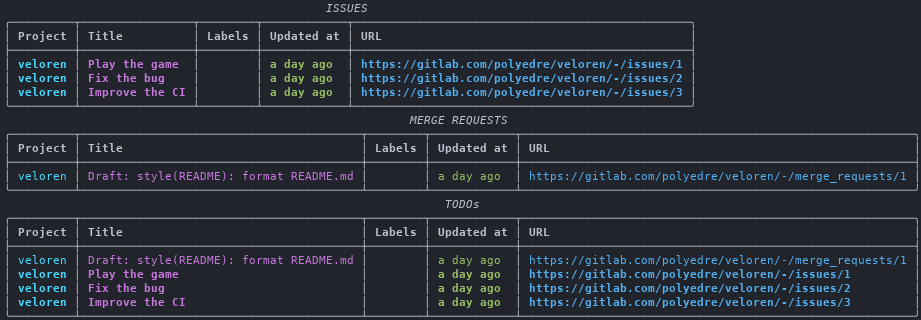 ISSUES
Project Title Labels Updated at URL
veloren Play the game a day ago https://gitlab.com/polyedre/veloren/-/issues/1
veloren Fix the bug a day ago https://gitlab.com/polyedre/veloren/-/issues/2
veloren Improve the CI a day ago https://gitlab.com/polyedre/veloren/-/issues/3
MERGE REQUESTS
Project Title Labels Updated at URL
veloren Draft: style(README): format README.md a day ago https://gitlab.com/polyedre/veloren/-/merge_requests/1
TODOs
Project Title Labels Updated at URL
veloren Draft: style(README): format README.md a day ago https://gitlab.com/polyedre/veloren/-/merge_requests/1
veloren Play the game a day ago https://gitlab.com/polyedre/veloren/-/issues/1
veloren Fix the bug a day ago https://gitlab.com/polyedre/veloren/-/issues/2
veloren Improve the CI a day ago https://gitlab.com/polyedre/veloren/-/issues/3